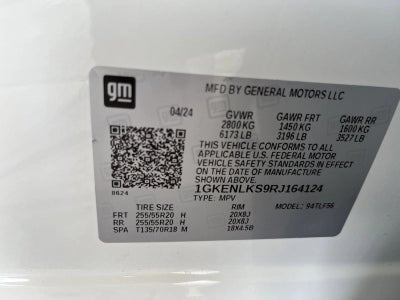 gm
MFD BY GENERAL MOTORS LLC
04/24 GVWR GAWR FRT GAWR RR
2800 KG 1450 KG 1600 KG
6173 LB 3196 LB 3527 LB
THIS VEHICLE CONFORMS TO ALL
APPLICABLE U.S. FEDERAL MOTOR
VEHICLE SAFETY STANDARDS IN EFFECT
ON THE DATE OF MANUFACTURE SHOWN ABOVE.
1GKENLKS9RJ164124
8624 TYPE: MPV MODEL: 94TLF56
TIRE SIZE RIM
FRT 255/55R20 H 20X8J
RR 255/55R20 H 20X8J
SPA T135/70R18 M 18X4.5B